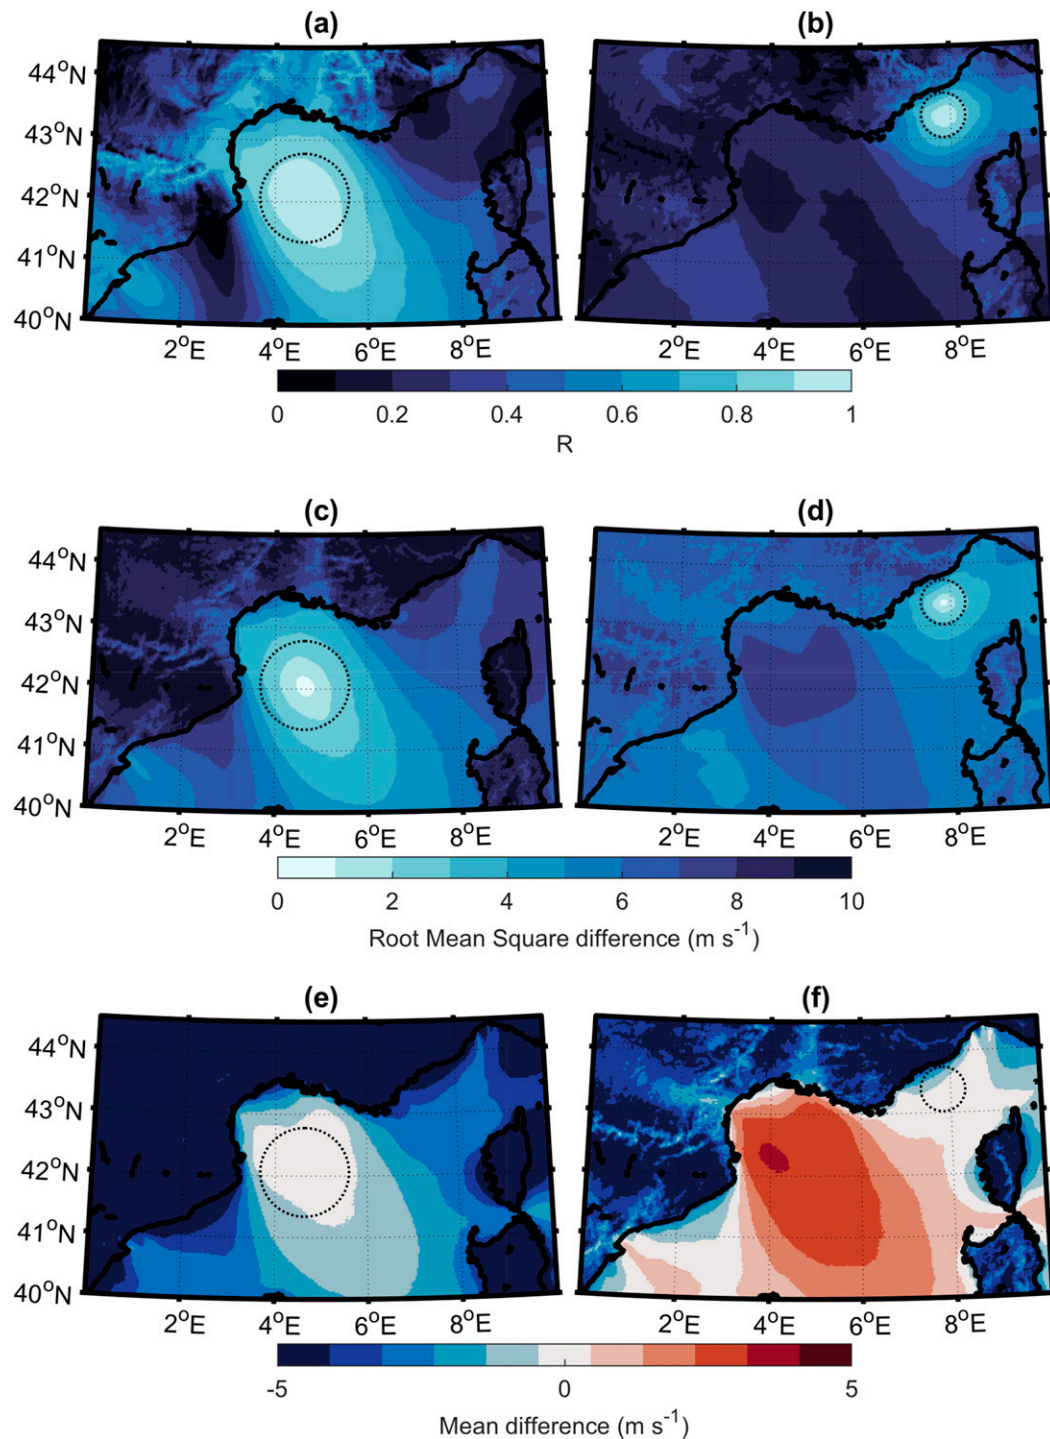 (a) (b)
44°N
43°N
42°N
41°N
40°N
2°E 4°E 6°E 8°E 2°E 4°E 6°E 8°E
0 0.2 0.4 0.6 0.8 1
R
(c) (d)
44°N
43°N
42°N
41°N
40°N
2°E 4°E 6°E 8°E 2°E 4°E 6°E 8°E
0 2 4 6 8 10
Root Mean Square difference (m s⁻¹)
(e) (f)
44°N
43°N
42°N
41°N
40°N
2°E 4°E 6°E 8°E 2°E 4°E 6°E 8°E
-5 0 5
Mean difference (m s⁻¹)